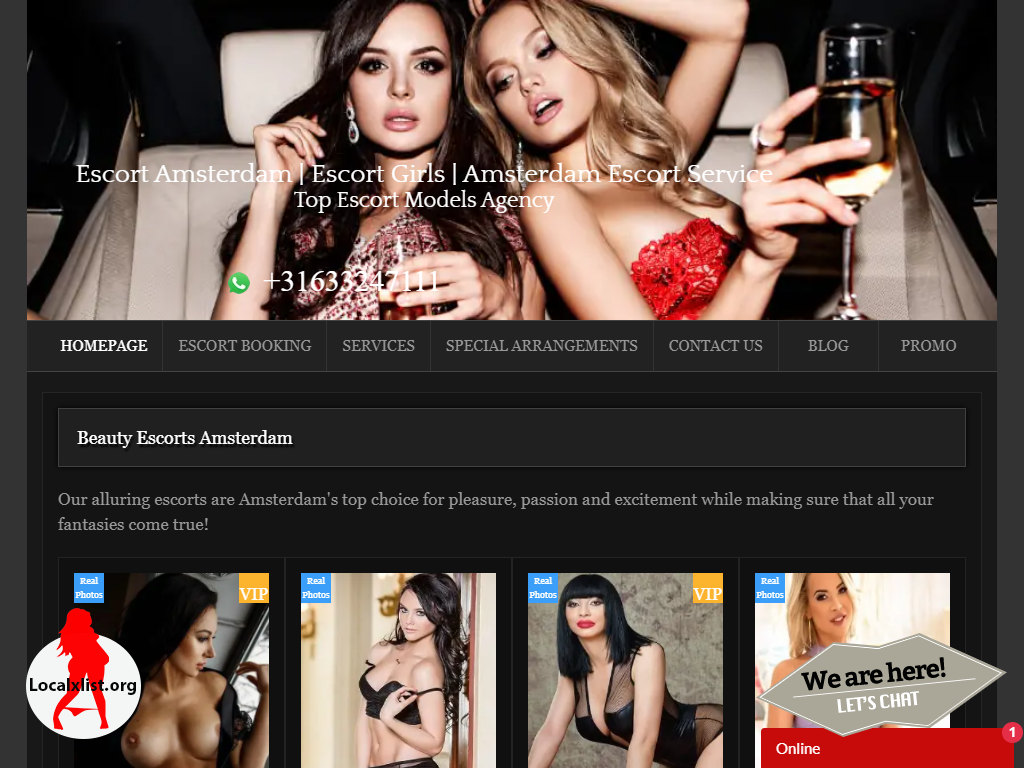 Escort Amsterdam | Escort Girls | Amsterdam Escort Service
Top Escort Models Agency
+31633247111
HOMEPAGE
ESCORT BOOKING
SERVICES
SPECIAL ARRANGEMENTS
CONTACT US
BLOG
PROMO
Beauty Escorts Amsterdam
Our alluring escorts are Amsterdam's top choice for pleasure, passion and excitement while making sure that all your
fantasies come true!
Real
Photos
VIP
Real
Photos
Real
Photos
VIP
Real
Photos
Localxlist.org
We are here!
LET'S CHAT
Online
1